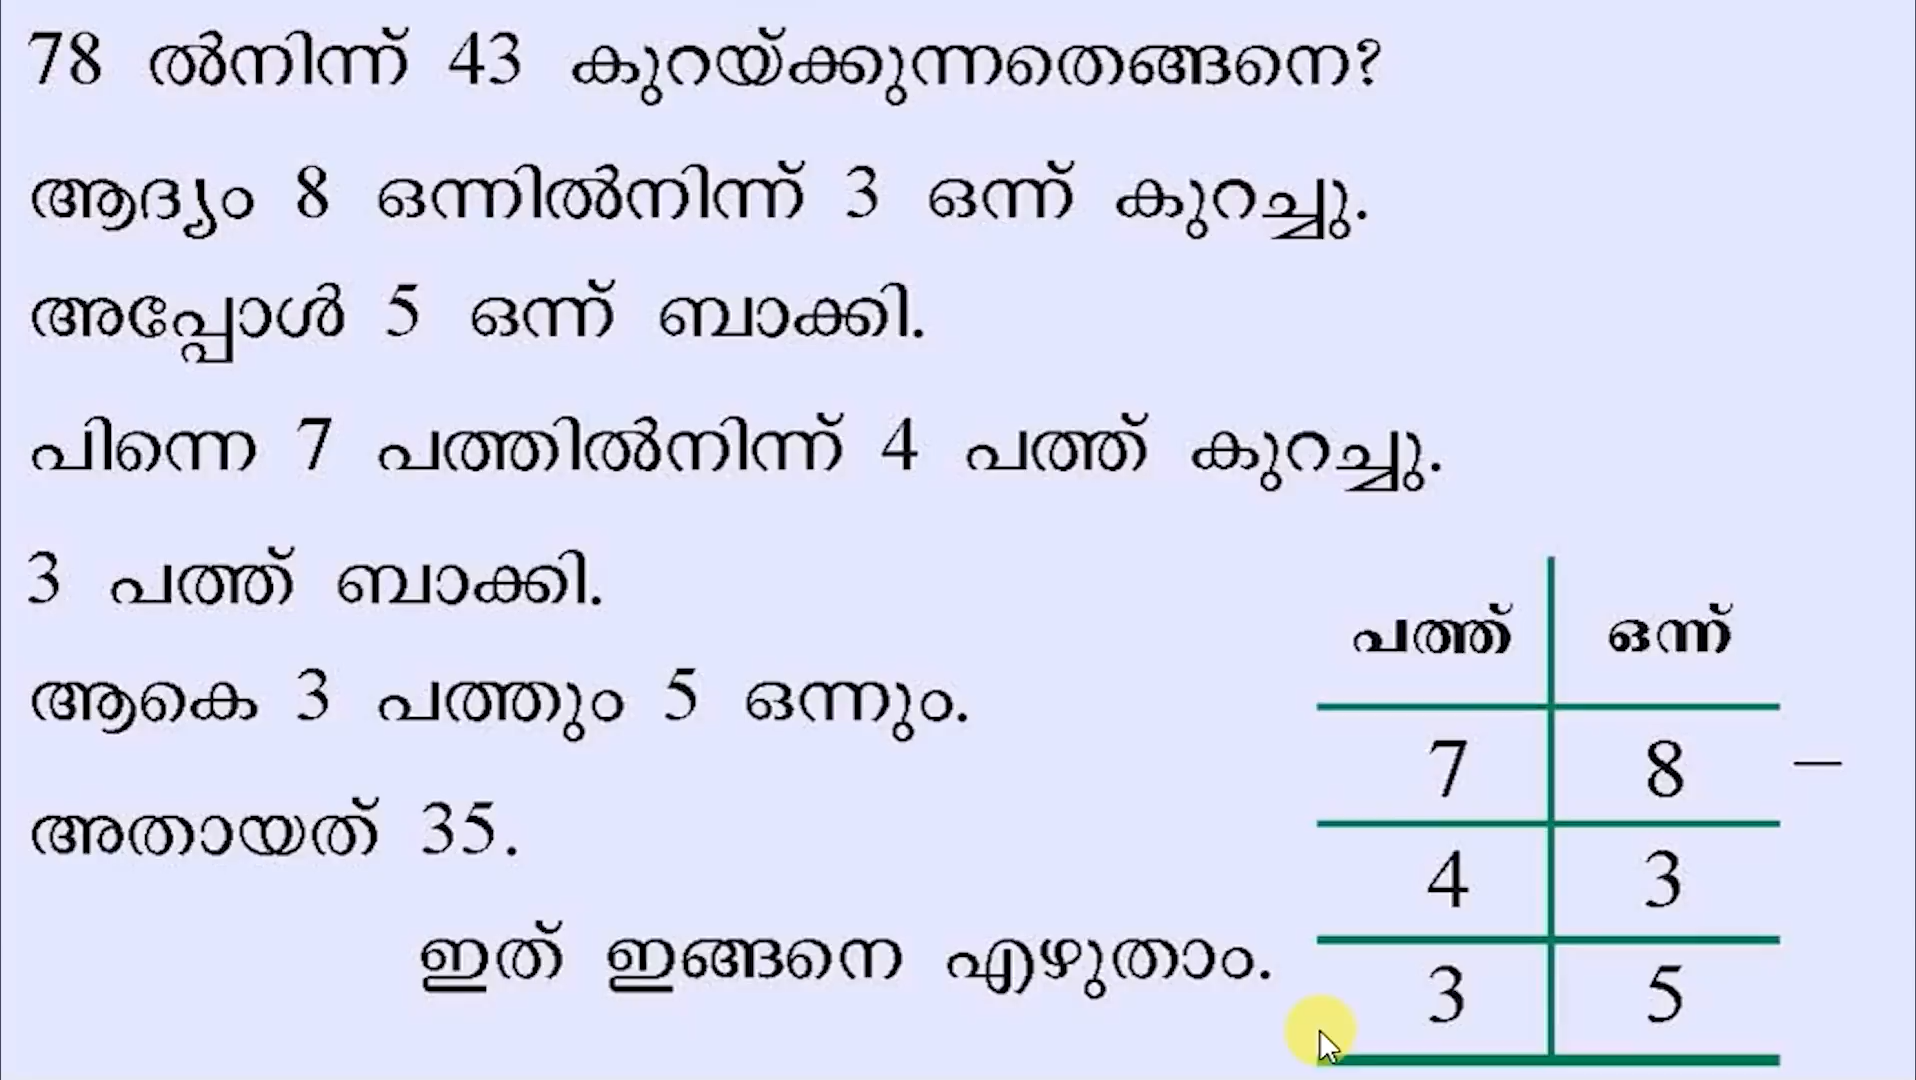 78 ൽനിന്ന് 43 കുറയ്ക്കുന്നതെങ്ങനെ?
ആദ്യം 8 ഒന്നിൽനിന്ന് 3 ഒന്ന് കുറച്ചു.
അപ്പോൾ 5 ഒന്ന് ബാക്കി.
പിന്നെ 7 പത്തിൽനിന്ന് 4 പത്ത് കുറച്ചു.
3 പത്ത് ബാക്കി.
ആകെ 3 പത്തും 5 ഒന്നും.
അതായത് 35.
ഇത് ഇങ്ങനെ എഴുതാം.
പത്ത് ഒന്ന്
7 8 –
4 3
3 5